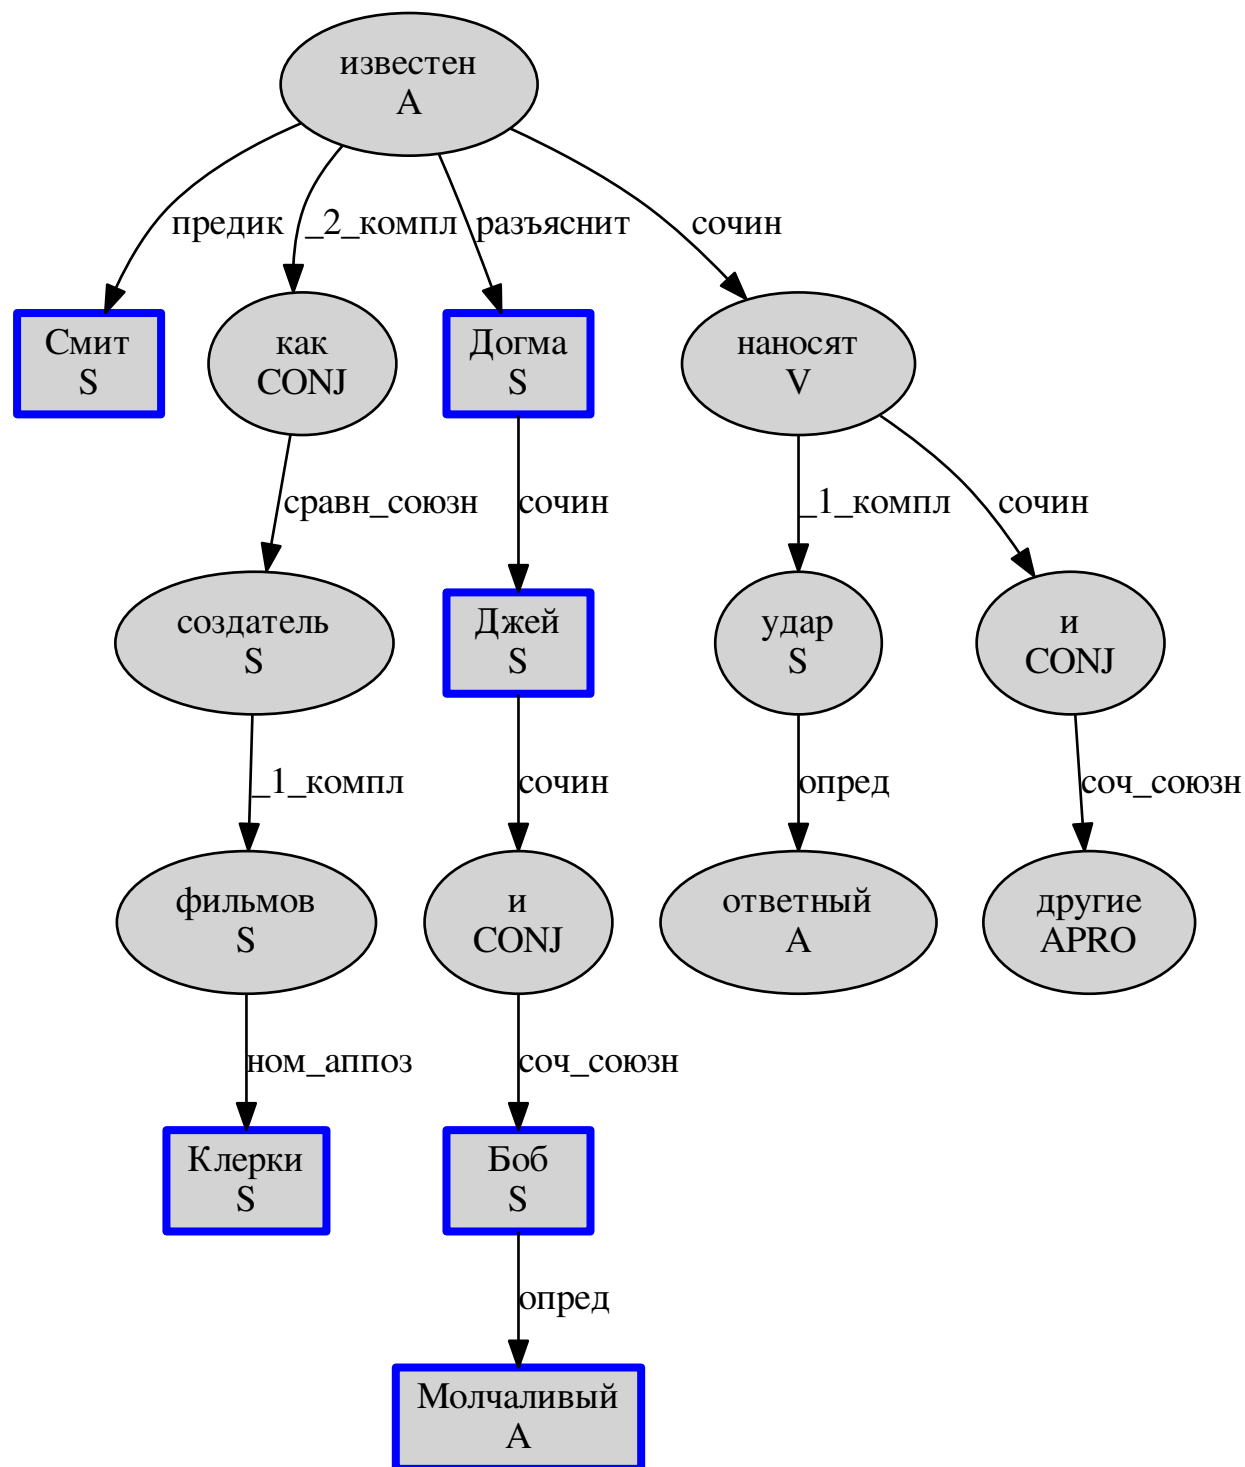 известен
A
предик
_2_компл
разъяснит
сочин
Смит
S
как
CONJ
Догма
S
наносят
V
сравн_союзн
сочин
_1_компл
сочин
создатель
S
Джей
S
удар
S
и
CONJ
_1_компл
сочин
опред
соч_союзн
фильмов
S
и
CONJ
ответный
A
другие
APRO
ном_аппоз
соч_союзн
Клерки
S
Боб
S
опред
Молчаливый
A